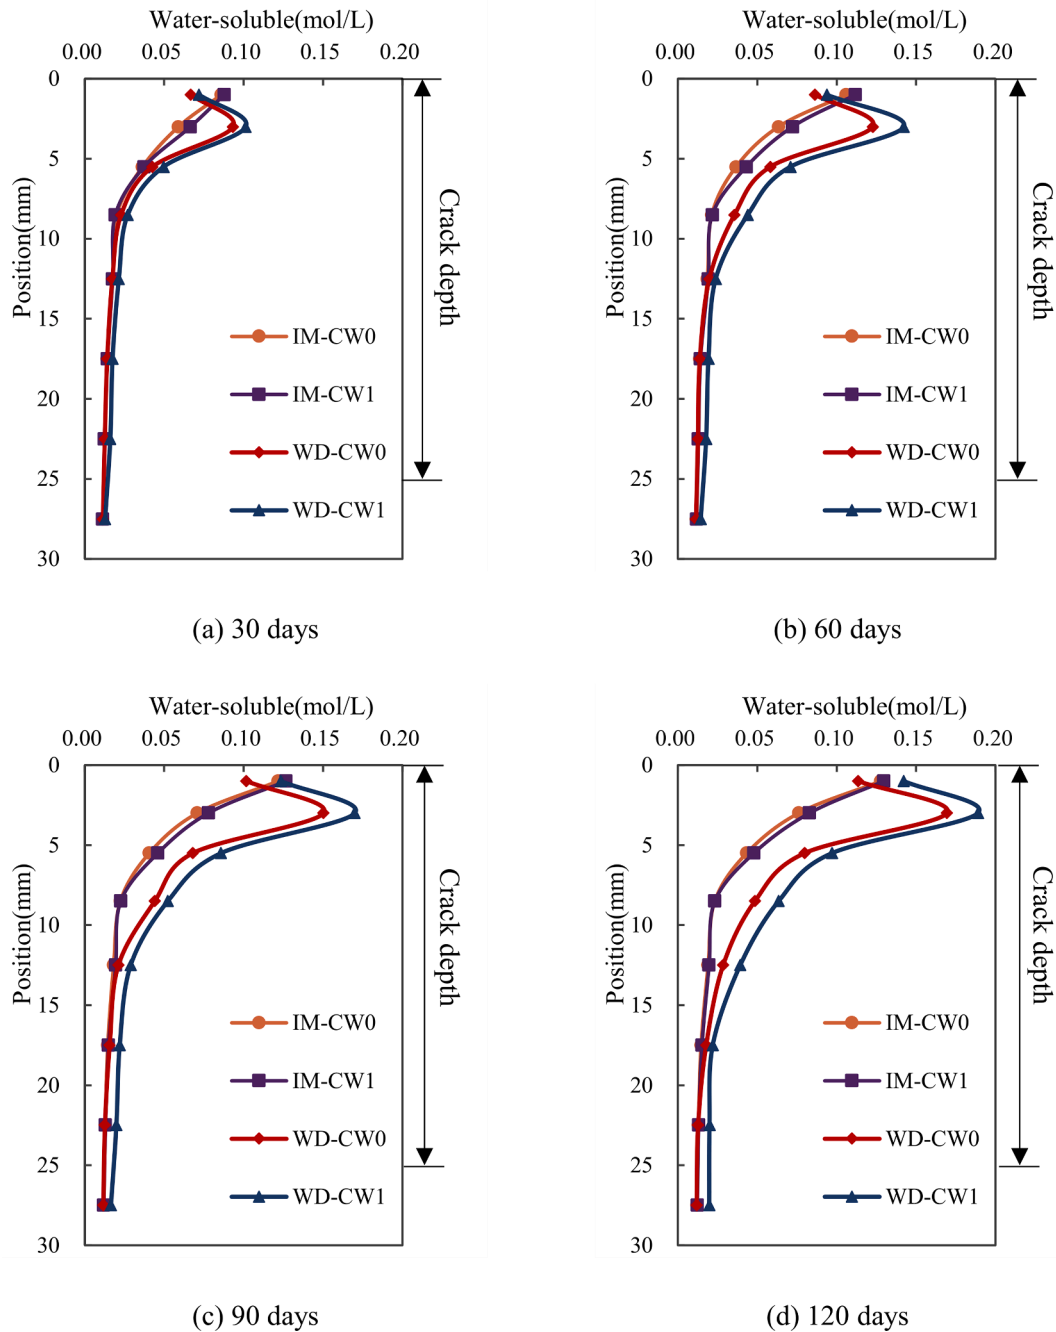 Water-soluble(mol/L)
0.00 0.05 0.10 0.15 0.20
0
5
10
15
20
25
30
Position(mm)
Crack depth
IM-CW0
IM-CW1
WD-CW0
WD-CW1
(a) 30 days
Water-soluble(mol/L)
0.00 0.05 0.10 0.15 0.20
0
5
10
15
20
25
30
Position(mm)
Crack depth
IM-CW0
IM-CW1
WD-CW0
WD-CW1
(b) 60 days
Water-soluble(mol/L)
0.00 0.05 0.10 0.15 0.20
0
5
10
15
20
25
30
Position(mm)
Crack depth
IM-CW0
IM-CW1
WD-CW0
WD-CW1
(c) 90 days
Water-soluble(mol/L)
0.00 0.05 0.10 0.15 0.20
0
5
10
15
20
25
30
Position(mm)
Crack depth
IM-CW0
IM-CW1
WD-CW0
WD-CW1
(d) 120 days